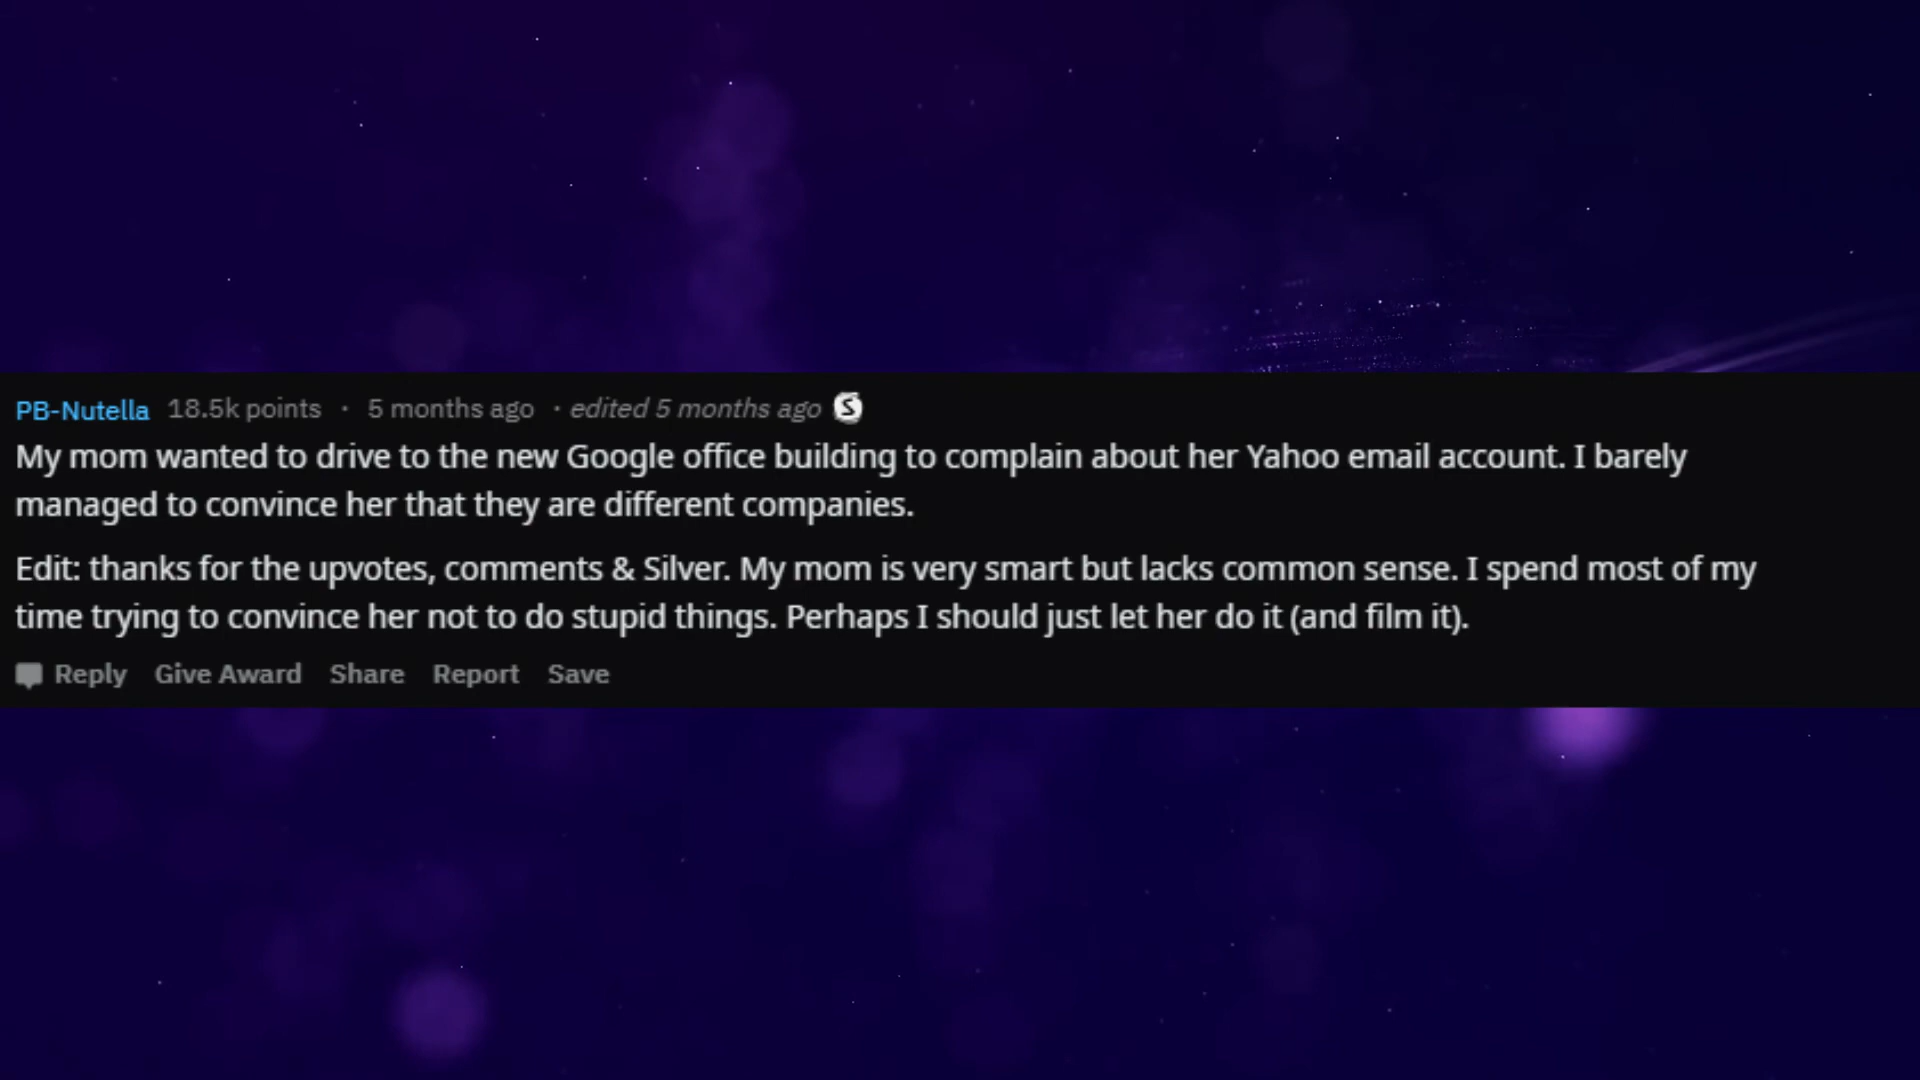 PB-Nutella 18.5k points · 5 months ago · edited 5 months ago S
My mom wanted to drive to the new Google office building to complain about her Yahoo email account. I barely
managed to convince her that they are different companies.
Edit: thanks for the upvotes, comments & Silver. My mom is very smart but lacks common sense. I spend most of my
time trying to convince her not to do stupid things. Perhaps I should just let her do it (and film it).
Reply Give Award Share Report Save